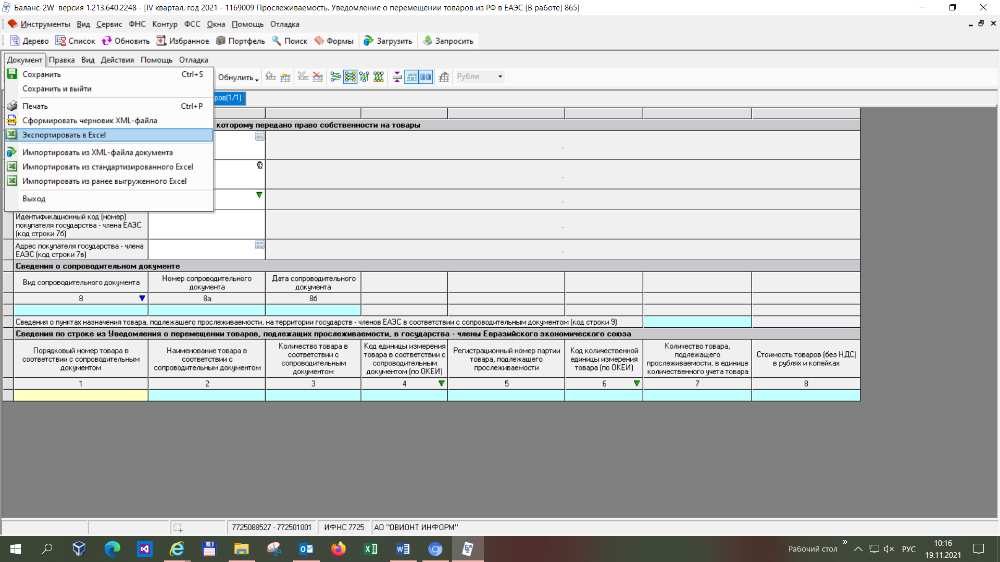 Баланс-2W версия 1.213.640.2248 - [IV квартал, год 2021 - 1169009 Прослеживаемость. Уведомление о перемещении товаров из РФ в ЕАЭС [В работе] 865]
Инструменты Вид Сервис ФНС Контур ФСС Окна Помощь Отладка
Дерево Список Обновить Избранное Портфель Поиск Формы Загрузить Запросить
Документ Правка Вид Действия Помощь Отладка
Сохранить Ctrl+S
Обнулить Рубли
Сохранить и выйти
ров(1/1)
Печать Ctrl+P
Сформировать черновик XML-файла
которому передано право собственности на товары
Экспортировать в Excel
Импортировать из XML-файла документа
Импортировать из стандартизированного Excel
Импортировать из ранее выгруженного Excel
Выход
Идентификационный код (номер)
покупателя государства - члена ЕАЭС
(код строки 7б)
Адрес покупателя государства - члена
ЕАЭС (код строки 7в)
Сведения о сопроводительном документе
Вид сопроводительного документа
Номер сопроводительного
документа
Дата сопроводительного
документа
8 8а 8б
Сведения о пунктах назначения товара, подлежащего прослеживаемости, на территории государств - членов ЕАЭС в соответствии с сопроводительным документом (код строки 9)
Сведения по строке из Уведомления о перемещении товаров, подлежащих прослеживаемости, в государства - члены Евразийского экономического союза
Порядковый номер товара в
соответствии с сопроводительным
документом
Наименование товара в
соответствии с
сопроводительным документом
Количество товара в
соответствии с
сопроводительным
документом
Код единицы измерения
товара в соответствии с
сопроводительным
документом (по ОКЕИ)
Регистрационный номер партии
товара, подлежащего
прослеживаемости
Код количественной
единицы измерения
товара (по ОКЕИ)
Количество товара,
подлежащего
прослеживаемости, в единице
количественного учета товара
Стоимость товаров (без НДС)
в рублях и копейках
1 2 3 4 5 6 7 8
7725088527 - 772501001 ИФНС 7725 АО "ОВИОНТ ИНФОРМ"
Рабочий стол РУС
10:16
19.11.2021